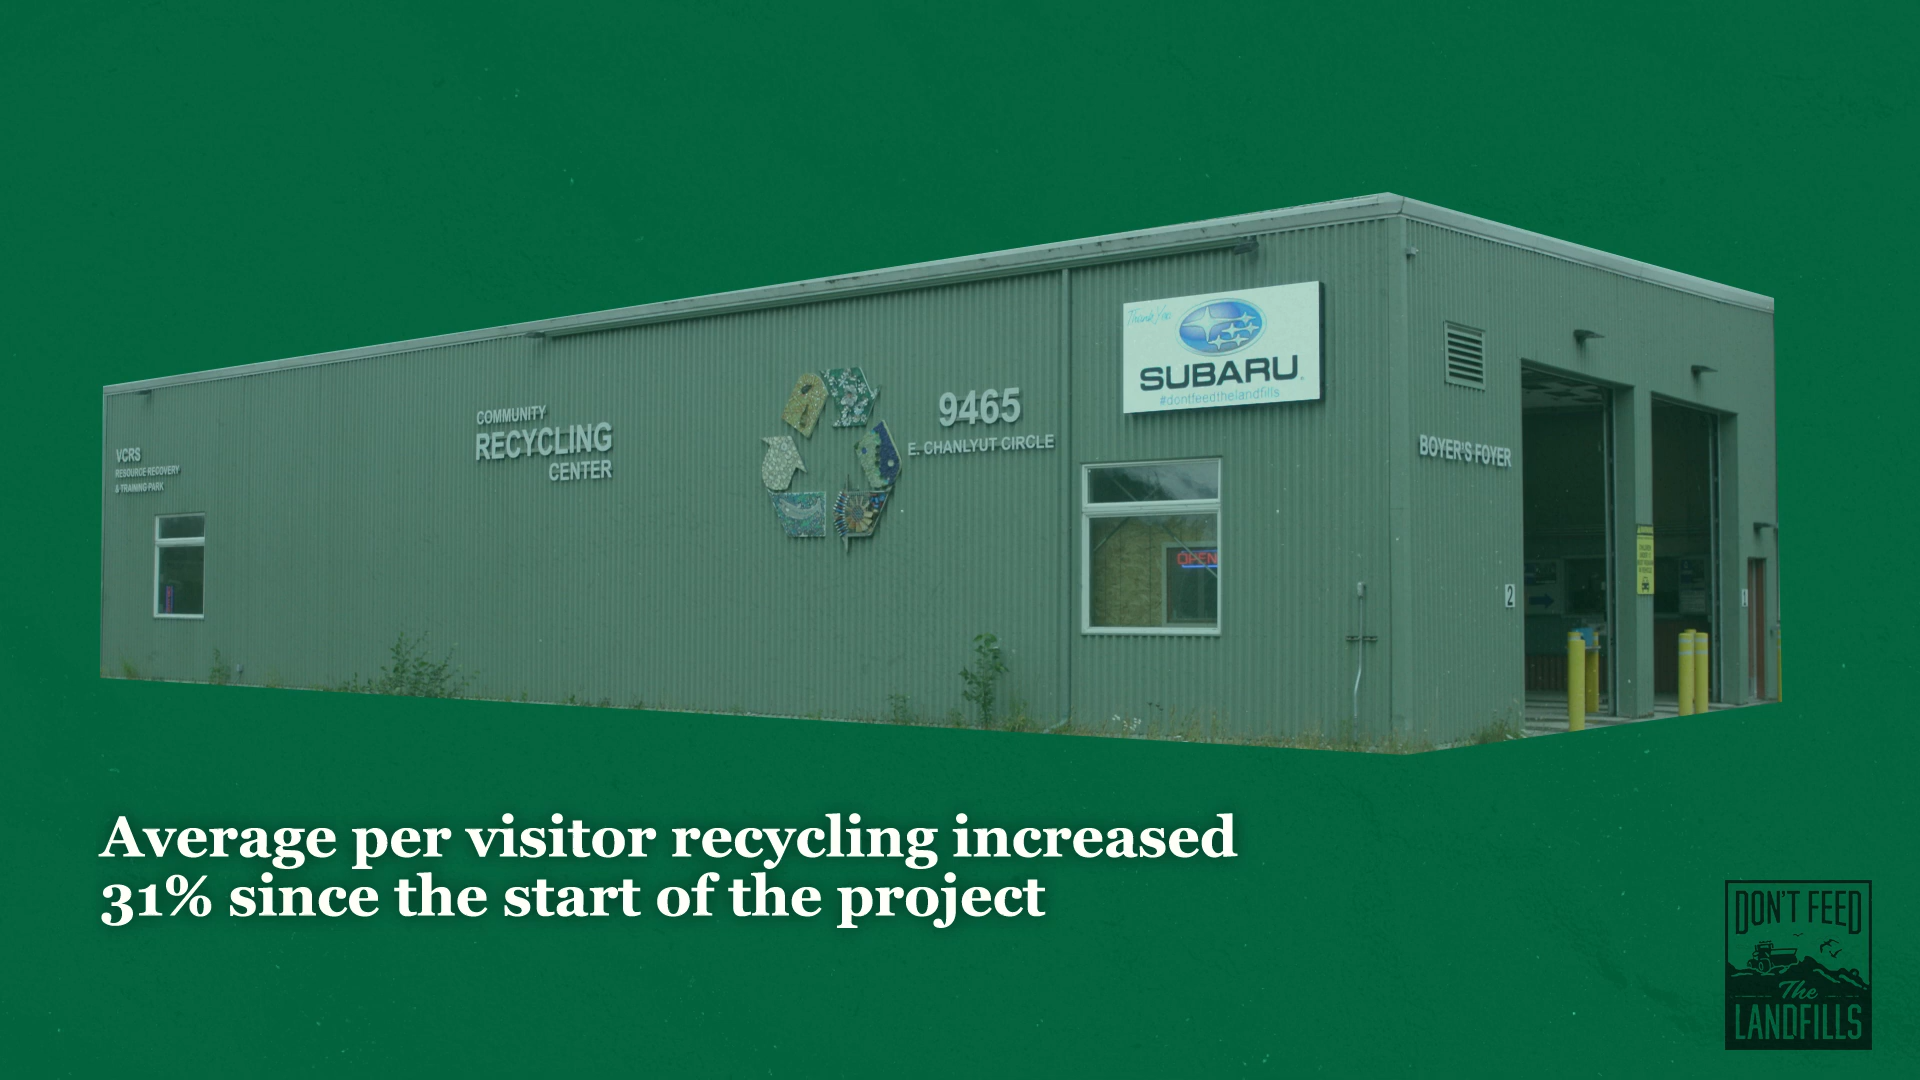 VCRS
RESOURCE RECOVERY
& TRAINING PARK
COMMUNITY
RECYCLING
CENTER
9465
E. CHANLYUT CIRCLE
Thank You
SUBARU
#dontfeedthelandfills
OPEN
BOYER'S FOYER
2
1
Average per visitor recycling increased
31% since the start of the project
DON'T FEED
The
LANDFILLS